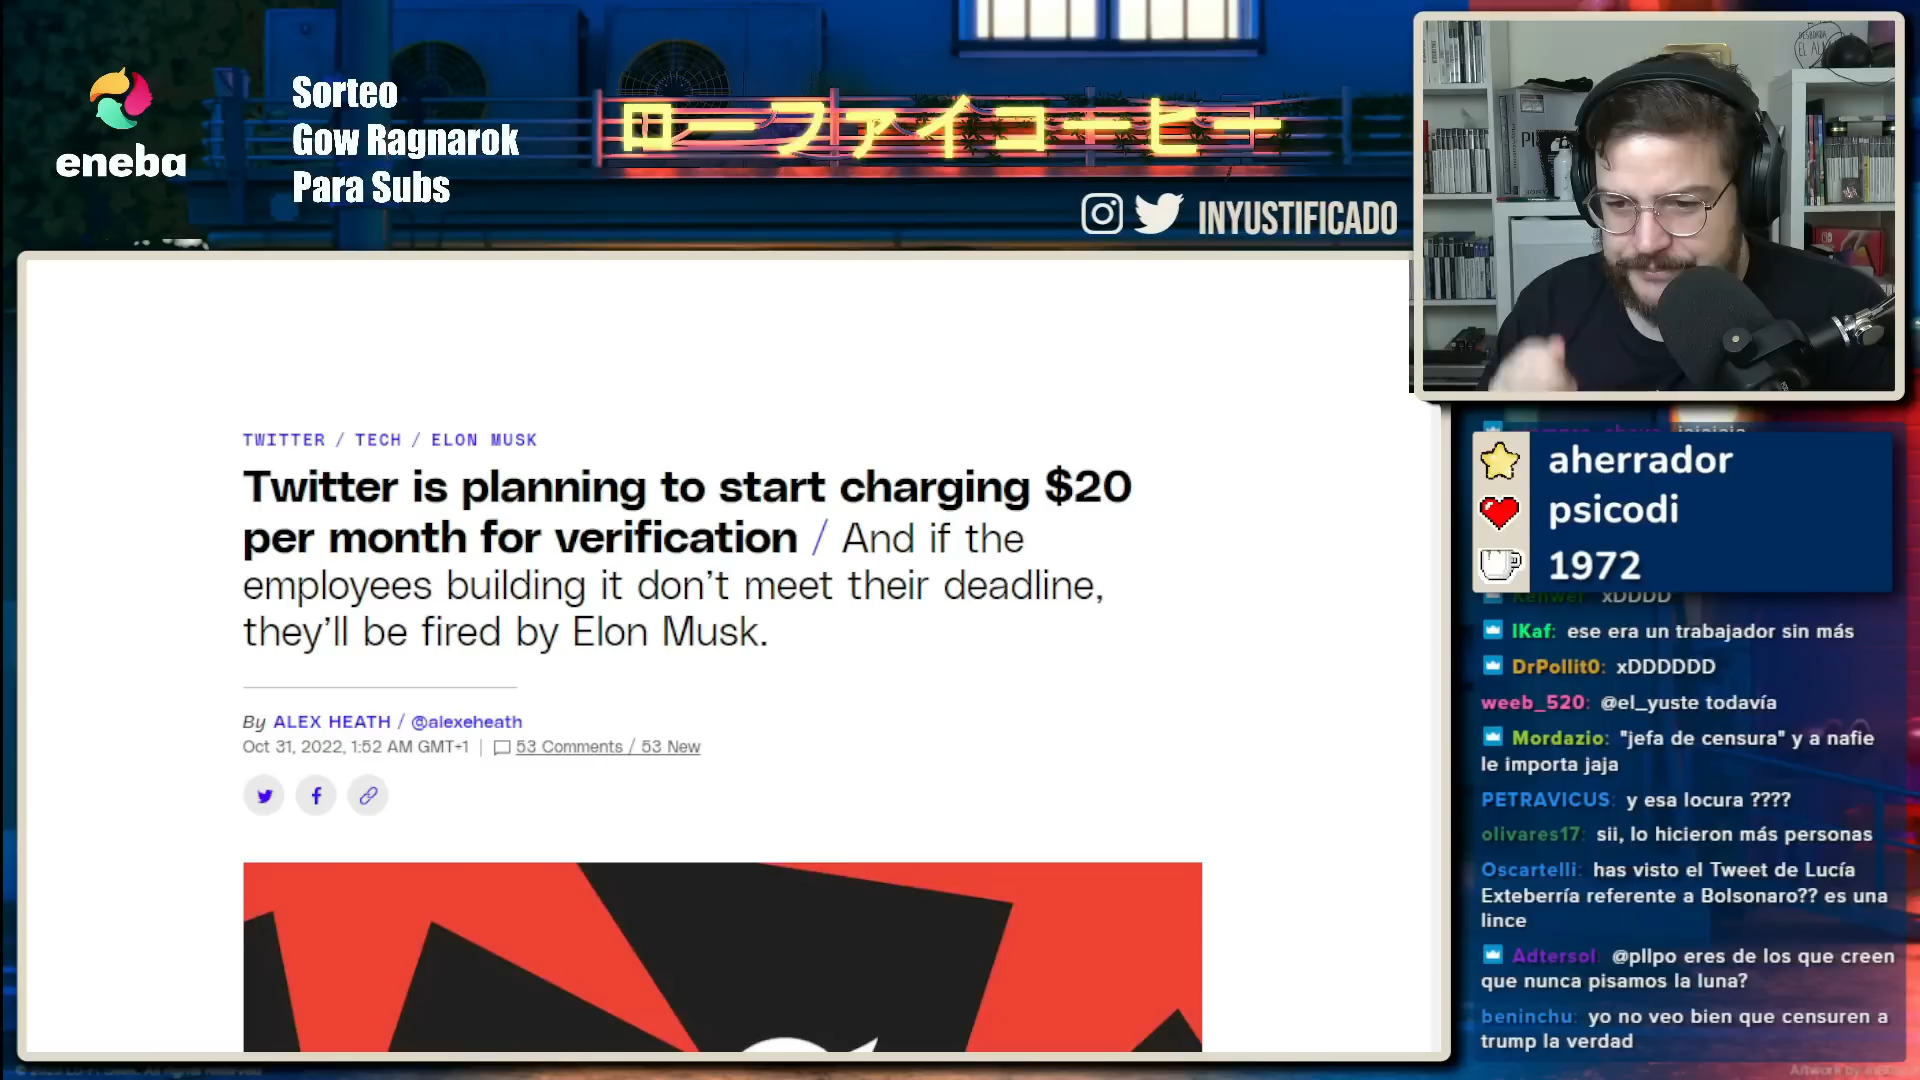 eneba
Sorteo
Gow Ragnarok
Para Subs
ローファイコーヒー
INYUSTIFICADO
DESBORDA
EL AL
TWITTER / TECH / ELON MUSK
Twitter is planning to start charging $20
per month for verification / And if the
employees building it don't meet their deadline,
they'll be fired by Elon Musk.
By ALEX HEATH / @alexeheath
Oct 31, 2022, 1:52 AM GMT+1 | 53 Comments / 53 New
aherrador
psicodi
1972
Kenwer xDDDD
IKaf: ese era un trabajador sin más
DrPollit0: xDDDDDD
weeb_520: @el_yuste todavía
Mordazio: "jefa de censura" y a nafie
le importa jaja
PETRAVICUS: y esa locura ????
olivares17: sii, lo hicieron más personas
Oscartelli: has visto el Tweet de Lucía
Exteberría referente a Bolsonaro?? es una
lince
Adtersol: @pllpo eres de los que creen
que nunca pisamos la luna?
beninchu: yo no veo bien que censuren a
trump la verdad